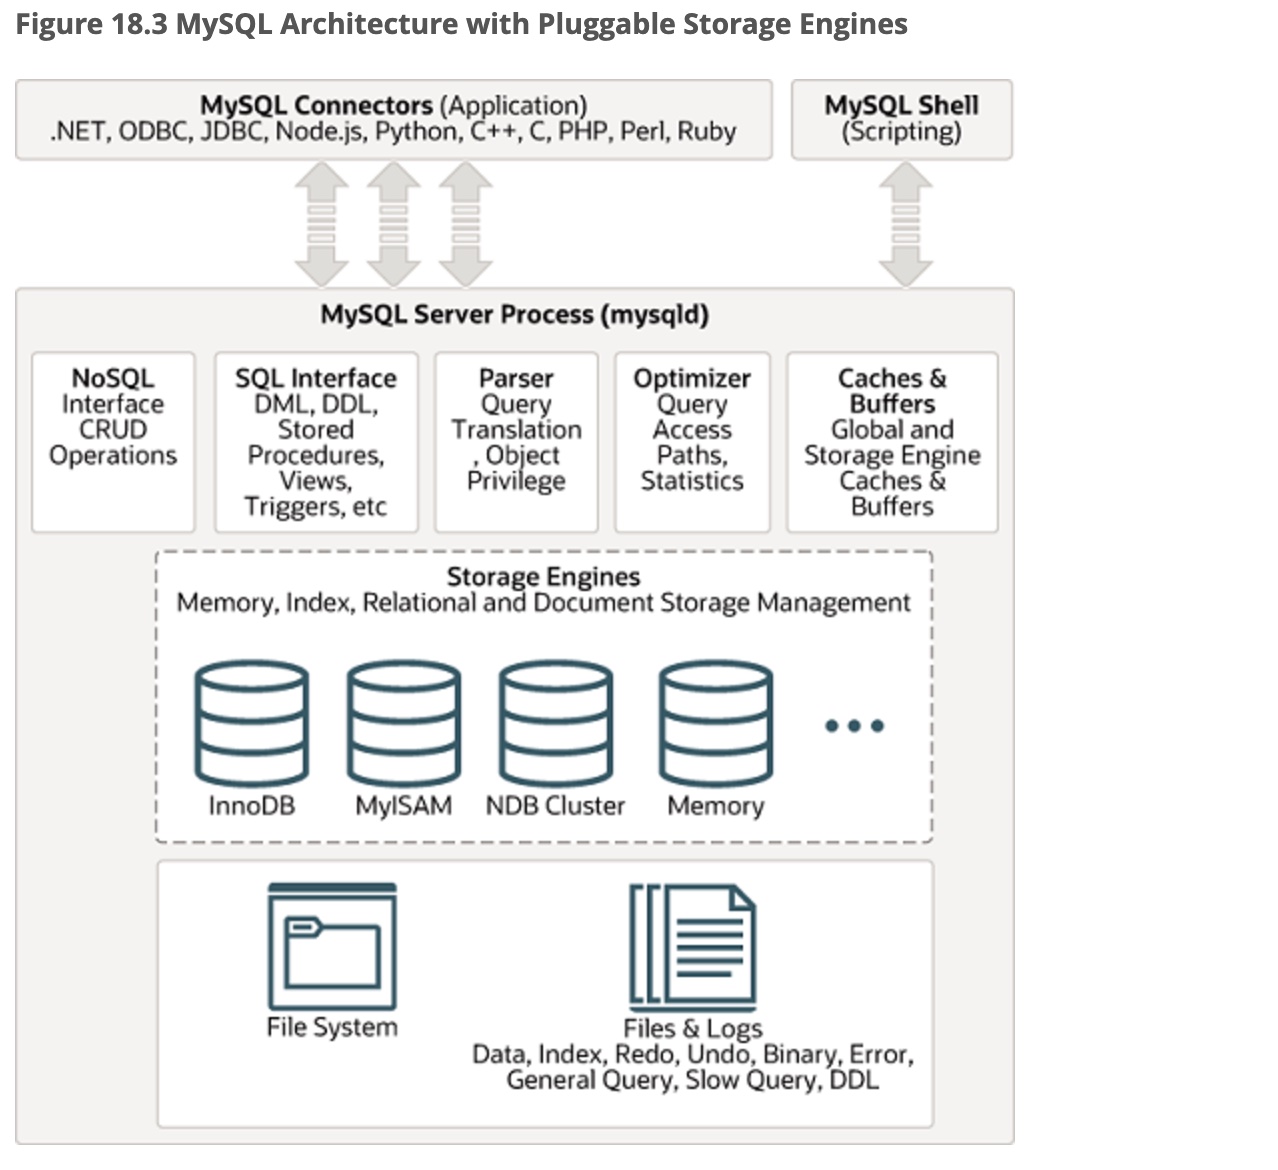 Figure 18.3 MySQL Architecture with Pluggable Storage Engines
MySQL Connectors (Application)
.NET, ODBC, JDBC, Node.js, Python, C++, C, PHP, Perl, Ruby
MySQL Shell
(Scripting)
MySQL Server Process (mysqld)
NoSQL
Interface
CRUD
Operations
SQL Interface
DML, DDL,
Stored
Procedures,
Views,
Triggers, etc
Parser
Query
Translation
, Object
Privilege
Optimizer
Query
Access
Paths,
Statistics
Caches &
Buffers
Global and
Storage Engine
Caches &
Buffers
Storage Engines
Memory, Index, Relational and Document Storage Management
InnoDB
MyISAM
NDB Cluster
Memory
File System
Files & Logs
Data, Index, Redo, Undo, Binary, Error,
General Query, Slow Query, DDL